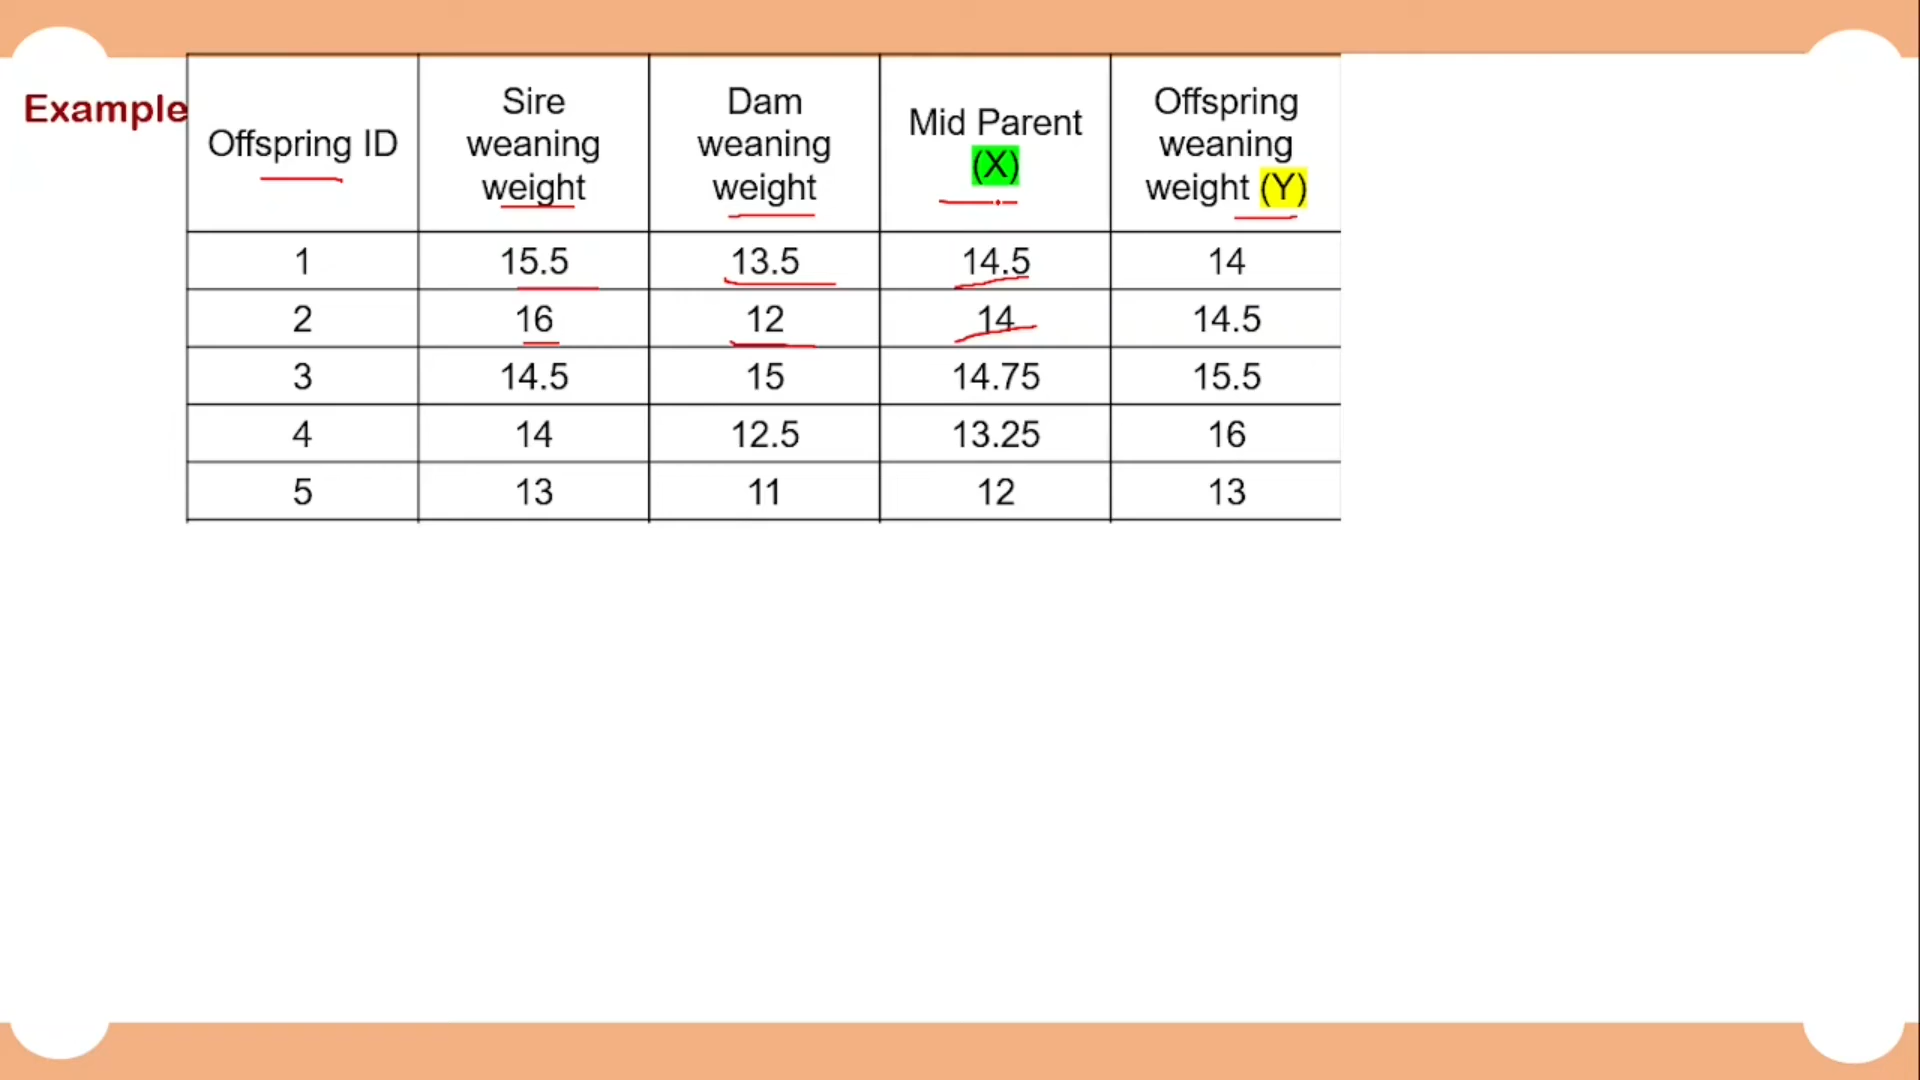 Example
Offspring ID
Sire
weaning
weight
Dam
weaning
weight
Mid Parent
(X)
Offspring
weaning
weight (Y)
1 15.5 13.5 14.5 14
2 16 12 14 14.5
3 14.5 15 14.75 15.5
4 14 12.5 13.25 16
5 13 11 12 13